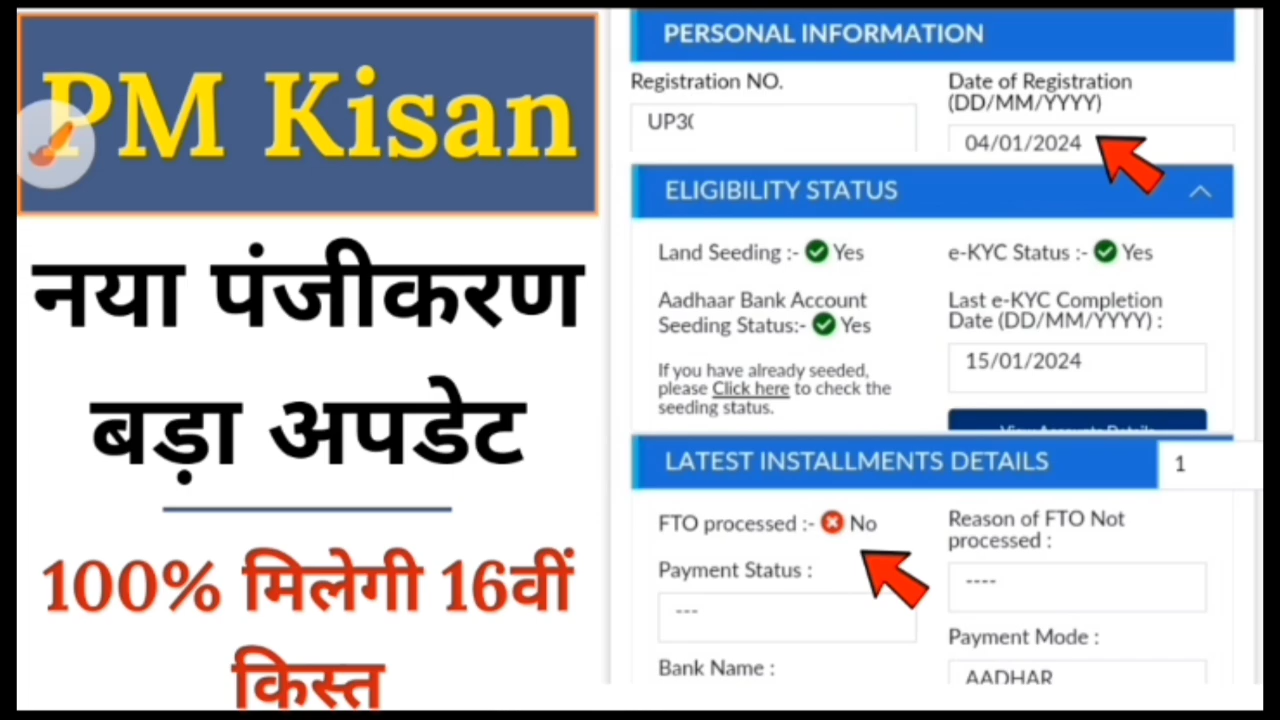 PM Kisan
नया पंजीकरण
बड़ा अपडेट
100% मिलेगी 16वीं
किस्त
PERSONAL INFORMATION
Registration NO.
UP3(
Date of Registration
(DD/MM/YYYY)
04/01/2024
ELIGIBILITY STATUS
Land Seeding :- Yes
e-KYC Status :- Yes
Aadhaar Bank Account
Seeding Status:- Yes
If you have already seeded,
please Click here to check the
seeding status.
Last e-KYC Completion
Date (DD/MM/YYYY) :
15/01/2024
View Accounts Details
LATEST INSTALLMENTS DETAILS
1
FTO processed :- No
Payment Status :
---
Bank Name :
Reason of FTO Not
processed :
----
Payment Mode :
AADHAR